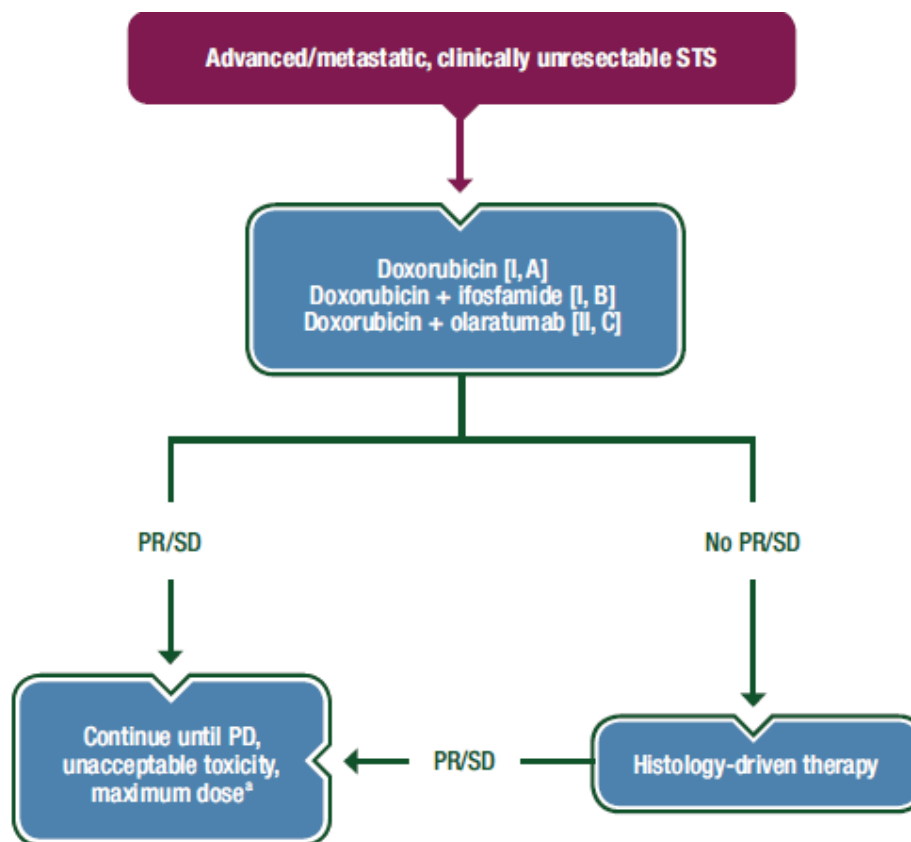 Advanced/metastatic, clinically unresectable STS
Doxorubicin [I, A]
Doxorubicin + ifosfamide [I, B]
Doxorubicin + olaratumab [II, C]
PR/SD
No PR/SD
Continue until PD,
unacceptable toxicity,
maximum doseᵃ
PR/SD
Histology-driven therapy